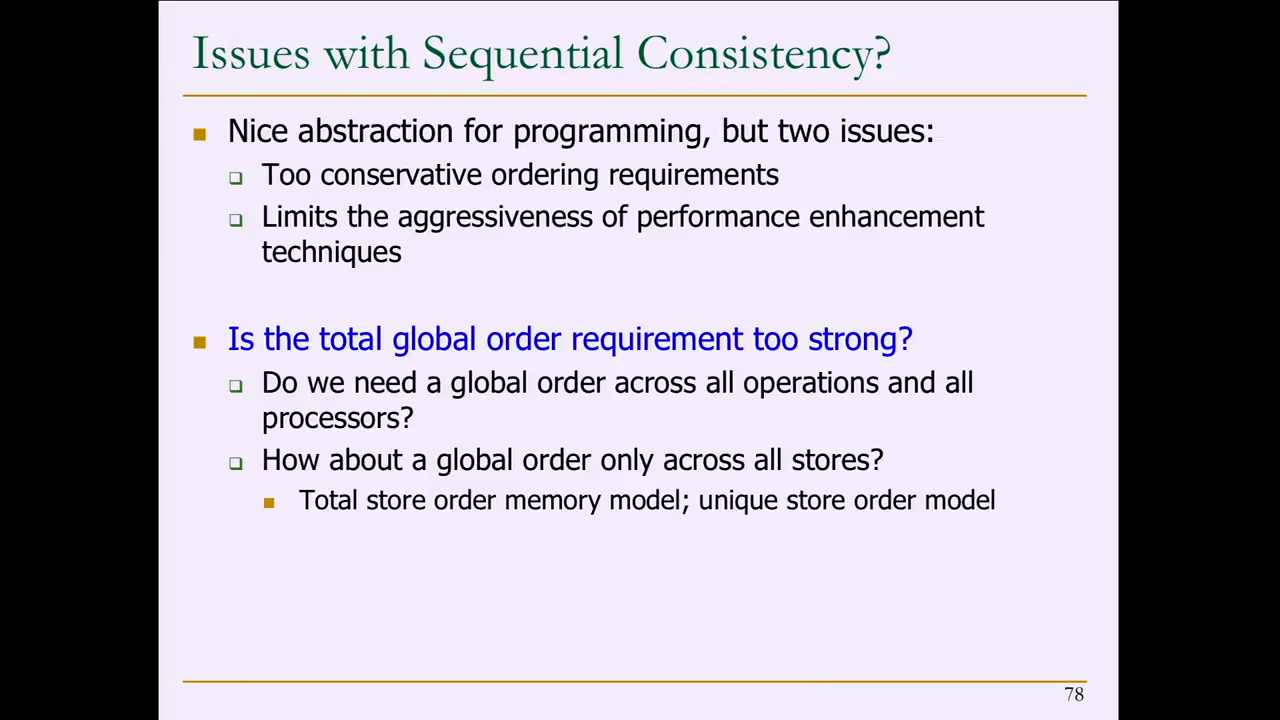 Issues with Sequential Consistency?
Nice abstraction for programming, but two issues:
Too conservative ordering requirements
Limits the aggressiveness of performance enhancement
techniques
Is the total global order requirement too strong?
Do we need a global order across all operations and all
processors?
How about a global order only across all stores?
Total store order memory model; unique store order model
78